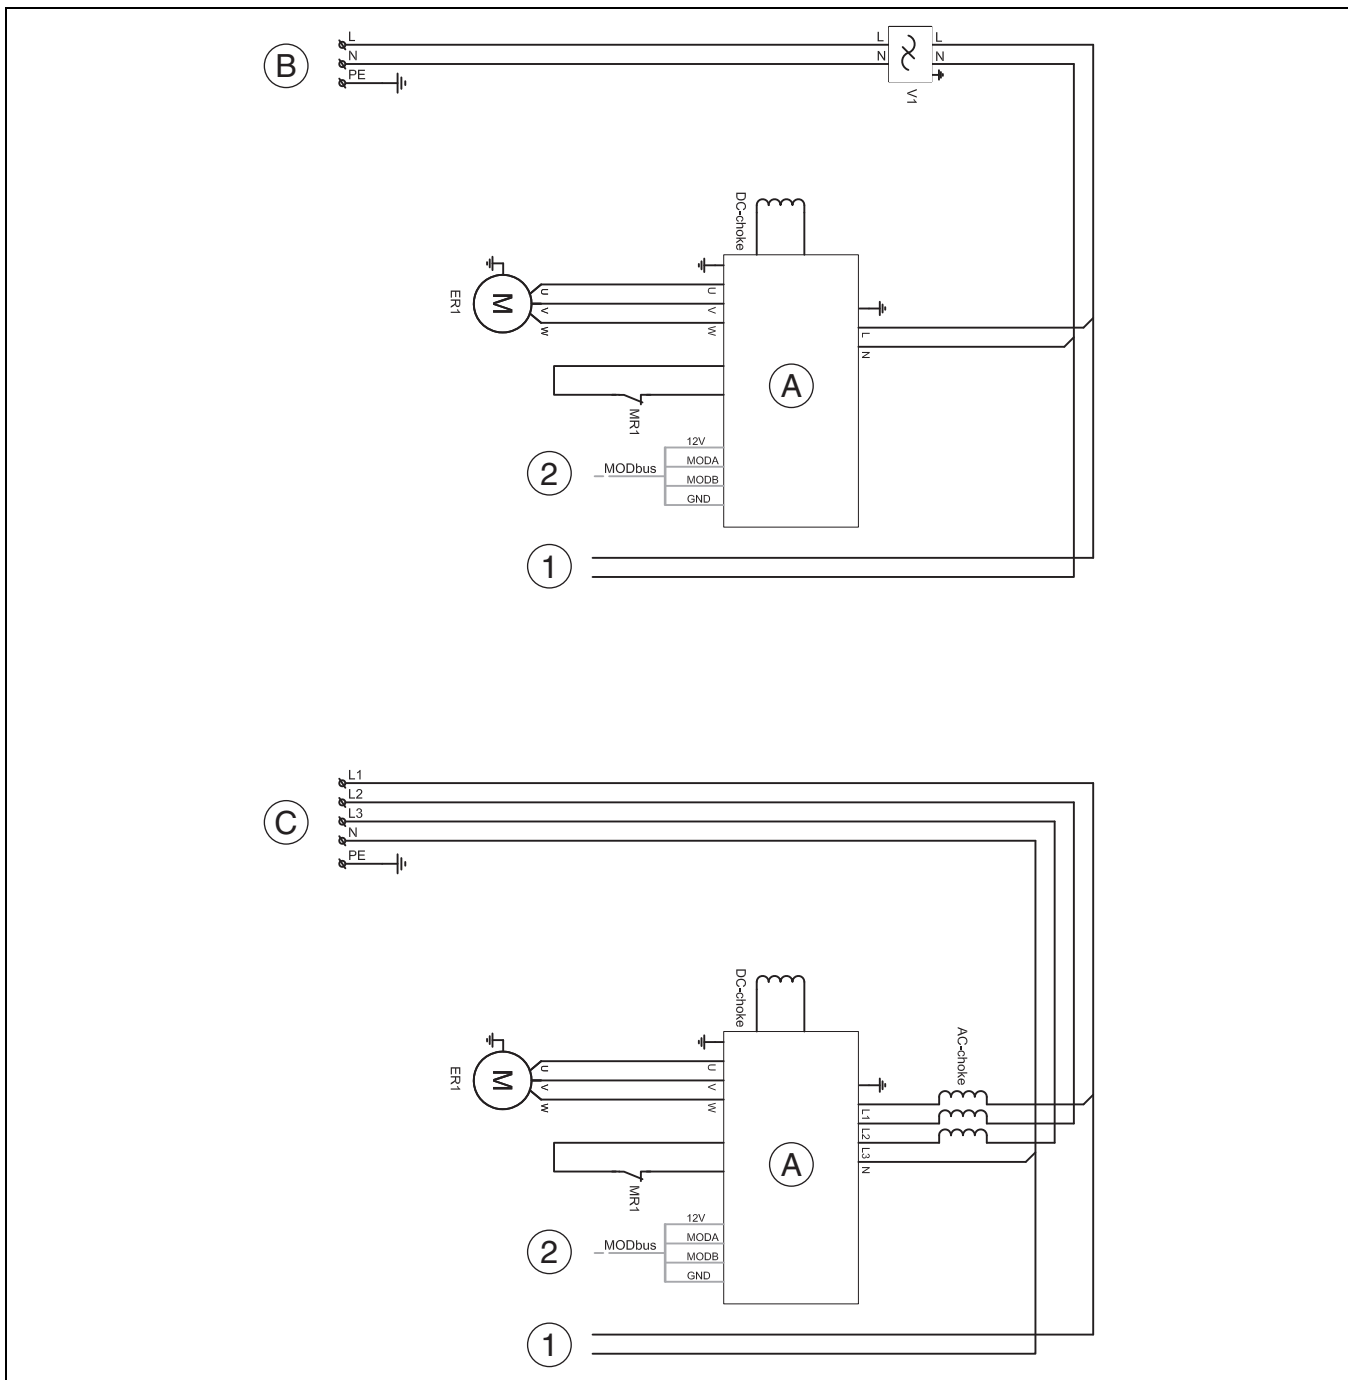 L
N
PE
B
L
N
L
N
V1
DC-choke
M
ER1
U
V
W
U
V
W
L
N
A
MR1
2
MODbus
12V
MODA
MODB
GND
1
L1
L2
L3
N
PE
C
DC-choke
AC-choke
M
ER1
U
V
W
U
V
W
L1
L2
L3
N
A
MR1
2
MODbus
12V
MODA
MODB
GND
1